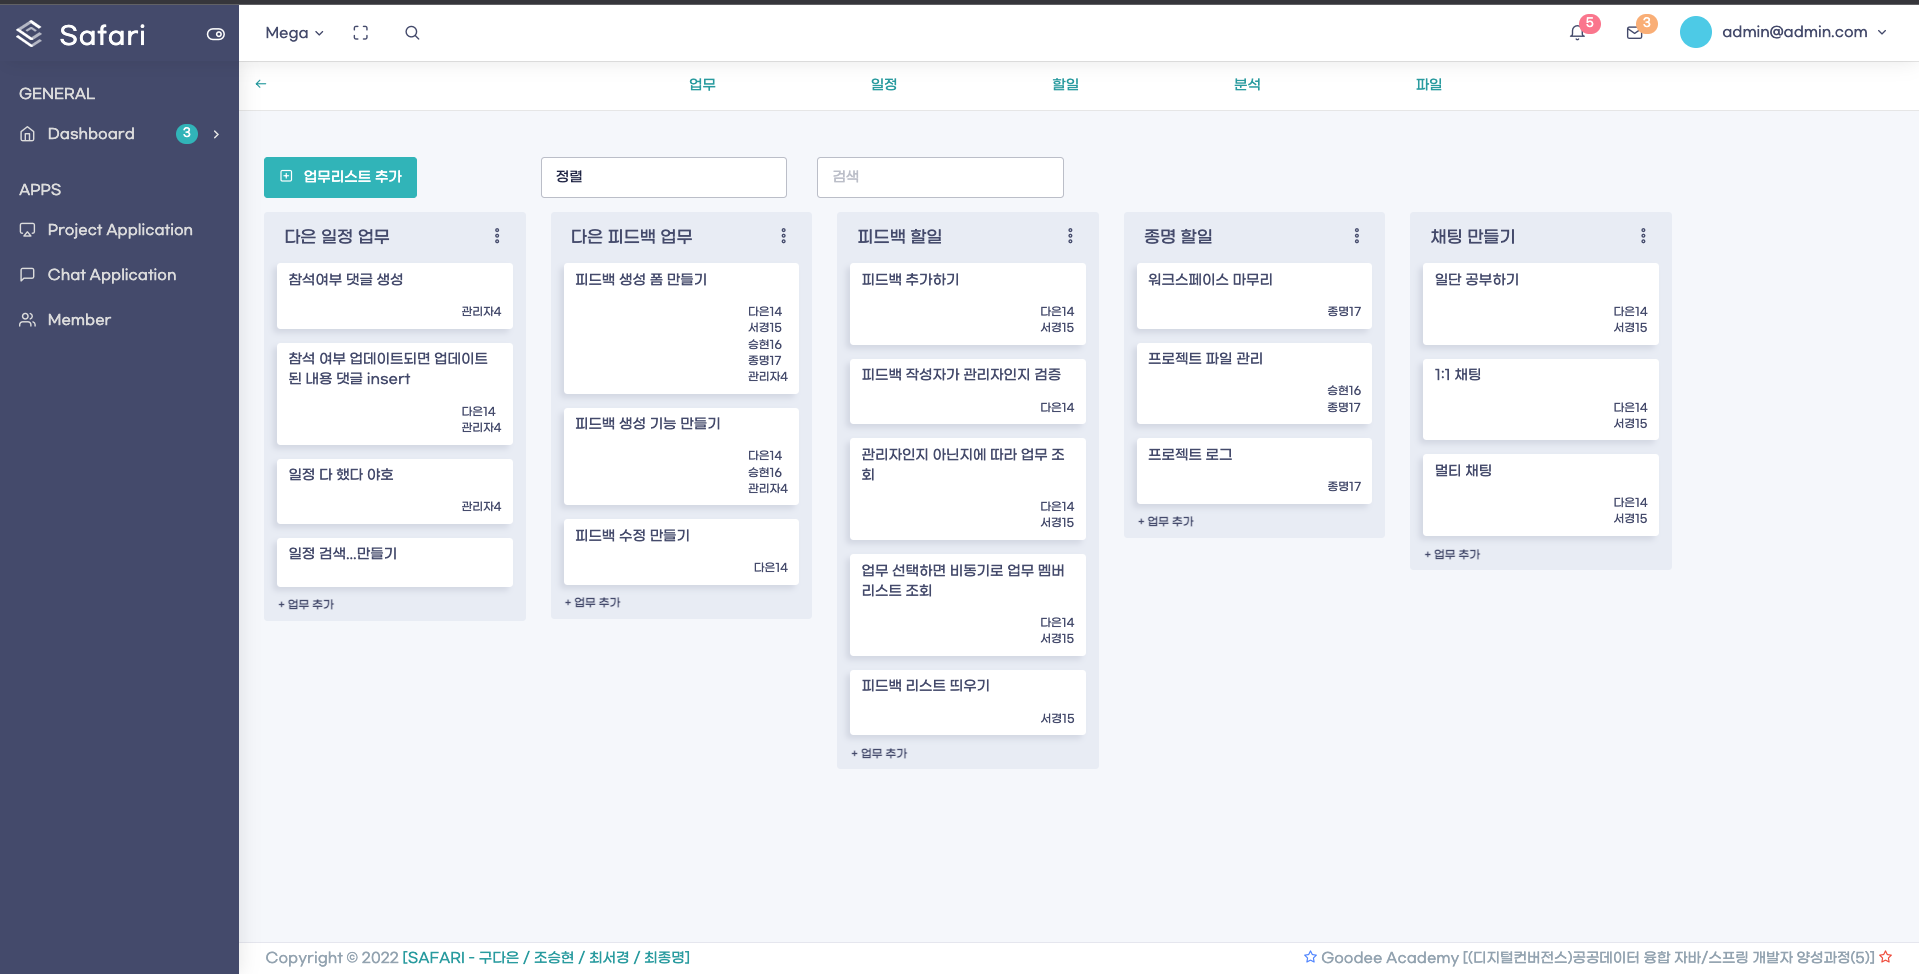 Safari
Mega
5
3
admin@admin.com
업무
일정
할일
분석
파일
GENERAL
Dashboard
3
APPS
Project Application
Chat Application
Member
업무리스트 추가
정렬
검색
다은 일정 업무
참석여부 댓글 생성
관리자4
참석 여부 업데이트되면 업데이트
된 내용 댓글 insert
다은14
관리자4
일정 다 했다 야호
관리자4
일정 검색...만들기
+ 업무 추가
다은 피드백 업무
피드백 생성 폼 만들기
다은14
서경15
승현16
종명17
관리자4
피드백 생성 기능 만들기
다은14
승현16
관리자4
피드백 수정 만들기
다은14
+ 업무 추가
피드백 할일
피드백 추가하기
다은14
서경15
피드백 작성자가 관리자인지 검증
다은14
관리자인지 아닌지에 따라 업무 조
회
다은14
서경15
업무 선택하면 비동기로 업무 멤버
리스트 조회
다은14
서경15
피드백 리스트 띄우기
서경15
+ 업무 추가
종명 할일
워크스페이스 마무리
종명17
프로젝트 파일 관리
승현16
종명17
프로젝트 로그
종명17
+ 업무 추가
채팅 만들기
일단 공부하기
다은14
서경15
1:1 채팅
다은14
서경15
멀티 채팅
다은14
서경15
+ 업무 추가
Copyright © 2022 [SAFARI - 구다은 / 조승현 / 최서경 / 최종명]
☆ Goodee Academy [(디지털컨버전스)공공데이터 융합 자바/스프링 개발자 양성과정(5)] ☆